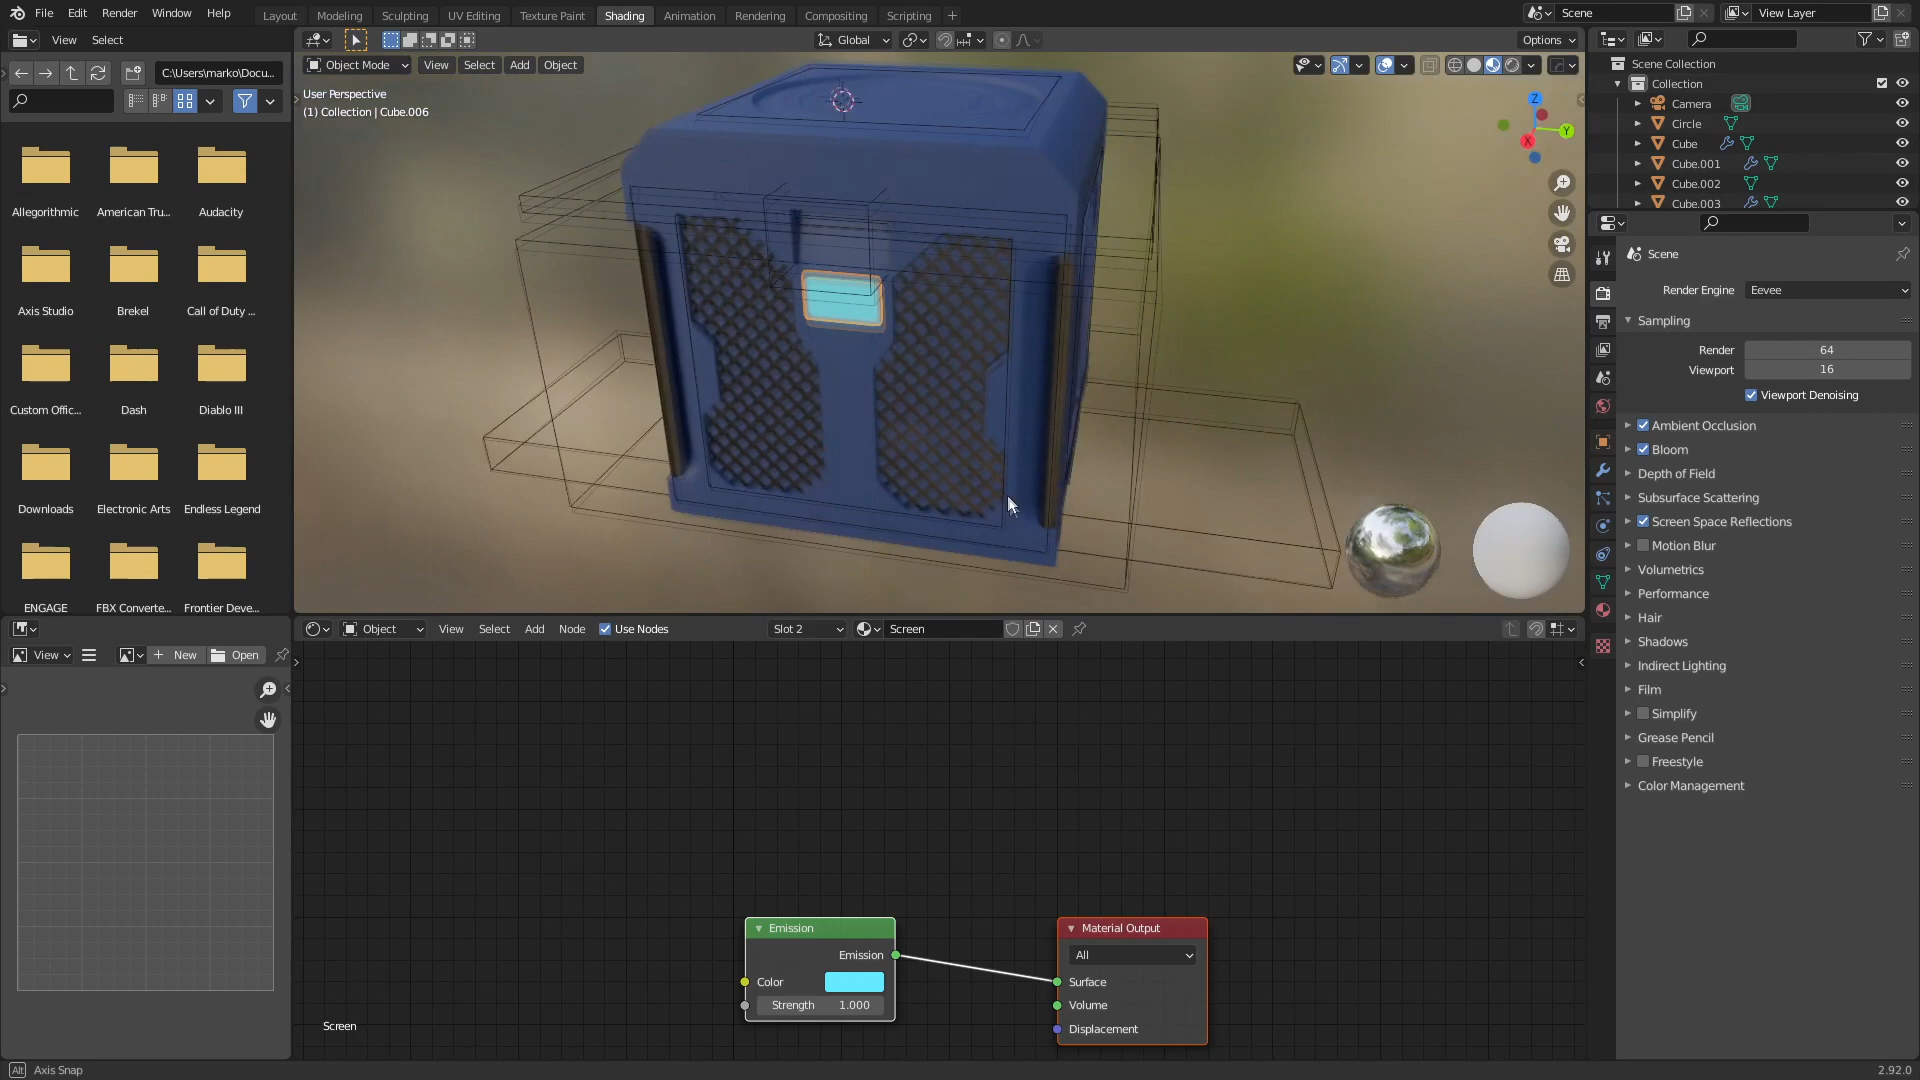 File Edit Render Window Help Layout Modeling Sculpting UV Editing Texture Paint Shading Animation Rendering Compositing Scripting + Scene View Layer
View Select Global Options
C:\Users\marko\Docu... Object Mode View Select Add Object
User Perspective
(1) Collection | Cube.006
Z
Y
X
Scene Collection
Collection
Camera
Circle
Cube
Cube.001
Cube.002
Cube.003
Allegorithmic American Tru... Audacity
Axis Studio Brekel Call of Duty ...
Custom Offic... Dash Diablo III
Downloads Electronic Arts Endless Legend
ENGAGE FBX Converte... Frontier Deve...
Scene
Render Engine Eevee
Sampling
Render 64
Viewport 16
Viewport Denoising
Ambient Occlusion
Bloom
Depth of Field
Subsurface Scattering
Screen Space Reflections
Motion Blur
Volumetrics
Performance
Hair
Shadows
Indirect Lighting
Film
Simplify
Grease Pencil
Freestyle
Color Management
View New Open
Object View Select Add Node Use Nodes Slot 2 Screen
Emission
Emission
Color
Strength 1.000
Material Output
All
Surface
Volume
Displacement
Screen
Alt Axis Snap 2.92.0